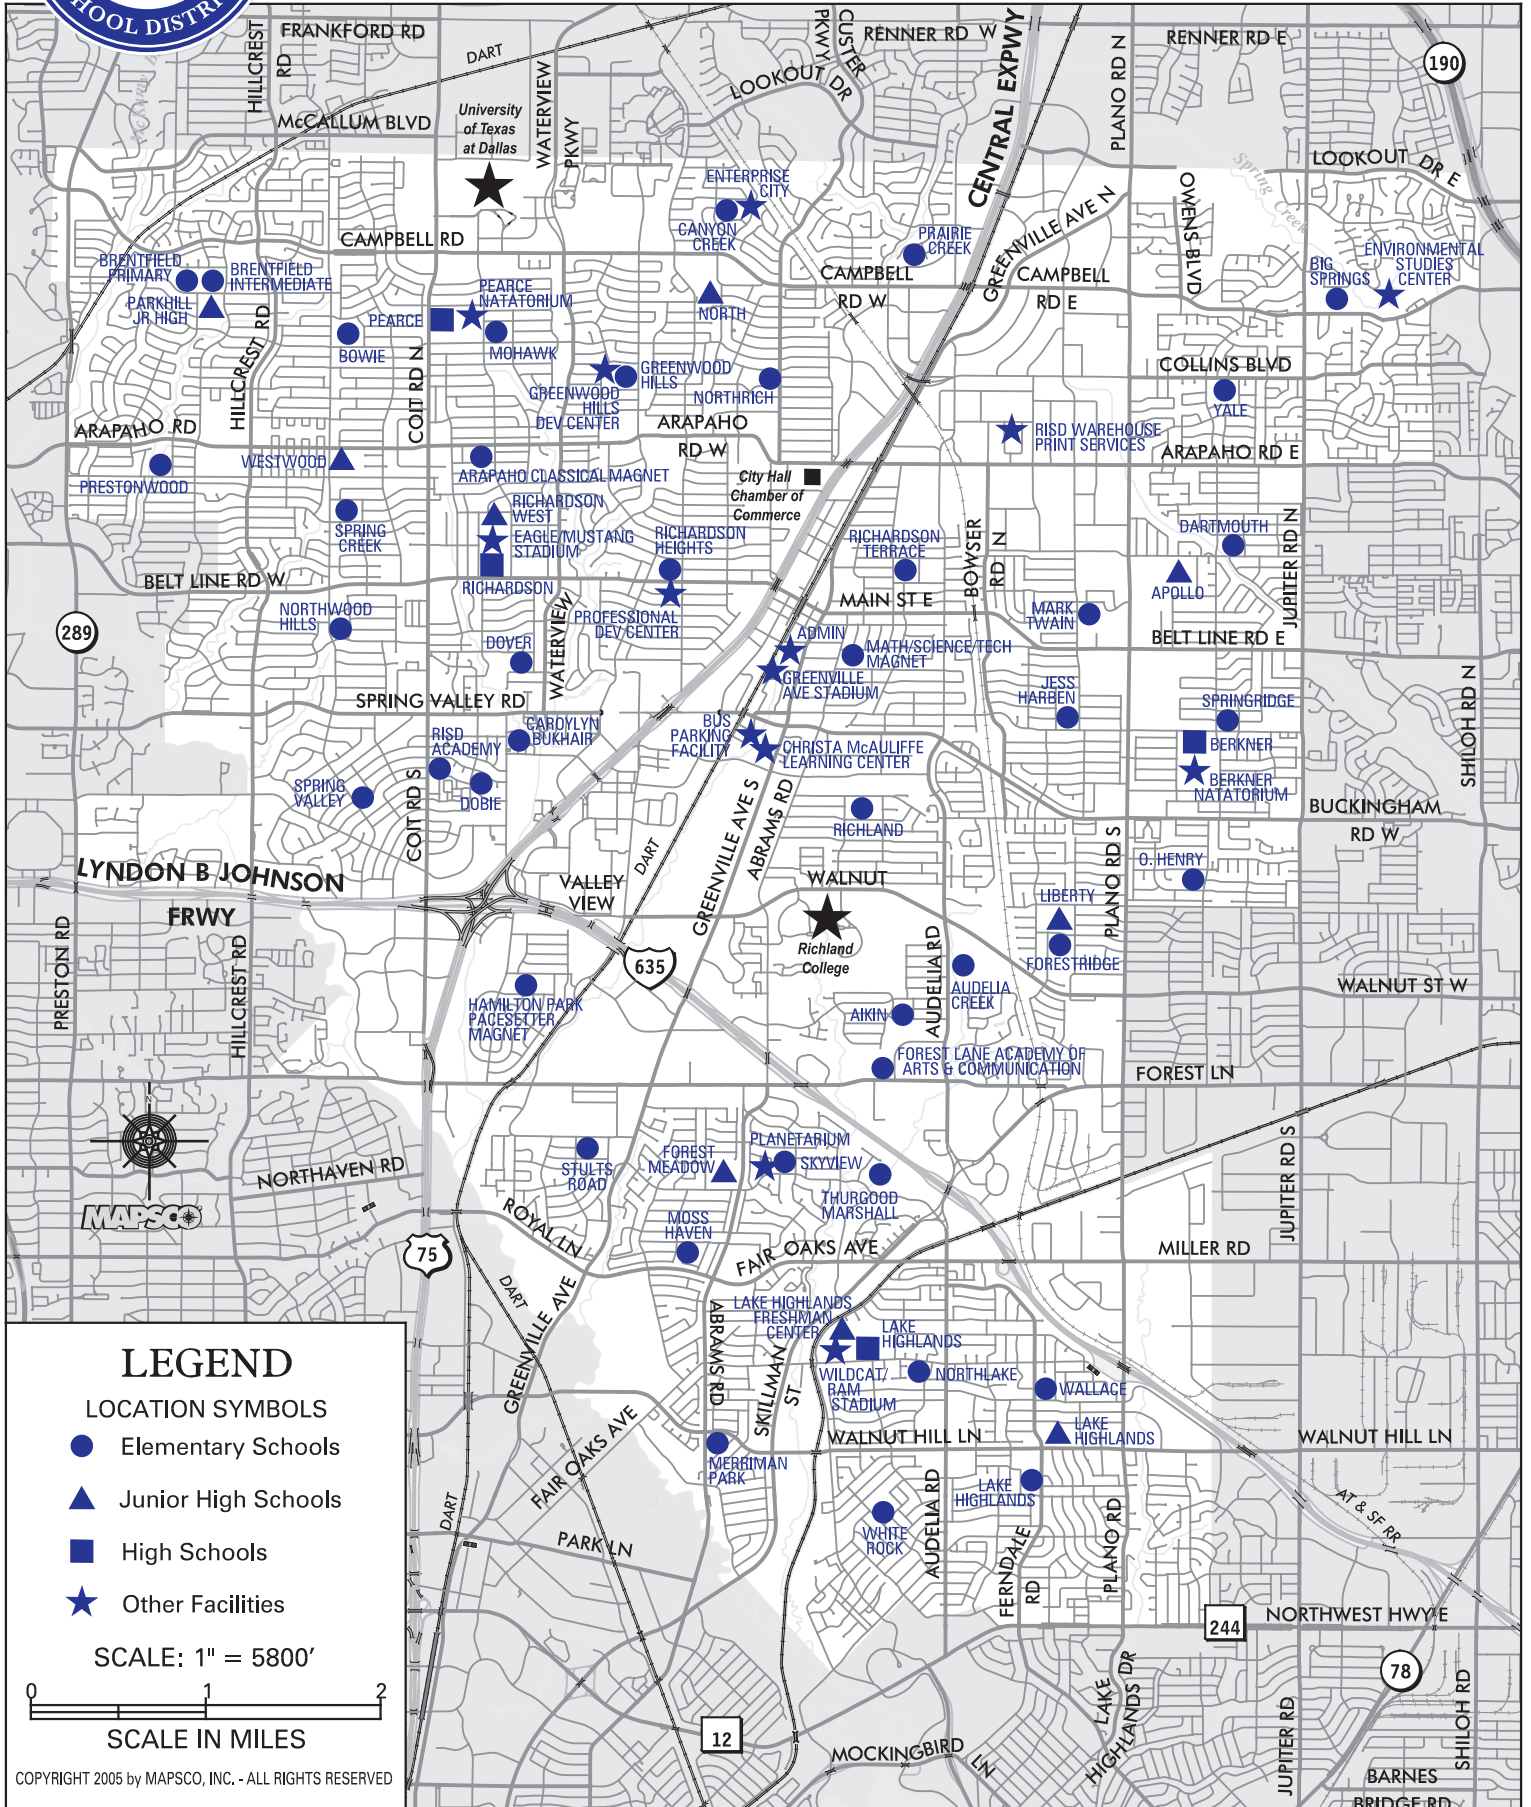 HOOL DISTRI
HILLCREST
RD
FRANKFORD RD
DART
WATERVIEW
PKWY
PKWY
CUSTER
RENNER RD W
CENTRAL EXPWY
PLANO RD N
RENNER RD E
190
LOOKOUT DR
McCALLUM BLVD
University
of Texas
at Dallas
LOOKOUT DR E
Spring
Creek
ENTERPRISE
CITY
CANYON
CREEK
PRAIRIE
CREEK
GREENVILLE AVE N
OWENS BLVD
CAMPBELL RD
CAMPBELL
RD W
CAMPBELL
RD E
BIG
SPRINGS
ENVIRONMENTAL
STUDIES
CENTER
BRENTFIELD
PRIMARY
BRENTFIELD
INTERMEDIATE
PARKHILL
JR HIGH
HILLCREST RD
PEARCE
NATATORIUM
PEARCE
BOWIE
MOHAWK
NORTH
COIT RD N
GREENWOOD
HILLS
GREENWOOD
HILLS
DEV CENTER
NORTHRICH
COLLINS BLVD
YALE
ARAPAHO RD
ARAPAHO
RD W
RISD WAREHOUSE
PRINT SERVICES
ARAPAHO RD E
WESTWOOD
PRESTONWOOD
ARAPAHO CLASSICAL MAGNET
City Hall
Chamber of
Commerce
SPRING
CREEK
RICHARDSON
WEST
EAGLE/MUSTANG
STADIUM
RICHARDSON
RICHARDSON
HEIGHTS
RICHARDSON
TERRACE
BOWSER
RD N
DARTMOUTH
JUPITER RD N
APOLLO
BELT LINE RD W
NORTHWOOD
HILLS
WATERVIEW
PROFESSIONAL
DEV CENTER
MAIN ST E
MARK
TWAIN
BELT LINE RD E
289
DOVER
ADMIN
MATH/SCIENCE/TECH
MAGNET
GREENVILLE
AVE STADIUM
JESS
HARBEN
SPRINGRIDGE
SHILOH RD N
SPRING VALLEY RD
RISD
ACADEMY
CAROLYN
BUKHAIR
BUS
PARKING
FACILITY
CHRISTA McAULIFFE
LEARNING CENTER
BERKNER
BERKNER
NATATORIUM
SPRING
VALLEY
COIT RD S
DOBIE
GREENVILLE AVE S
ABRAMS RD
RICHLAND
BUCKINGHAM
RD W
PLANO RD S
O. HENRY
LYNDON B JOHNSON
FRWY
VALLEY
VIEW
DART
WALNUT
Richland
College
LIBERTY
FORESTRIDGE
PRESTON RD
HILLCREST RD
635
AUDELIARD
AUDELIA
CREEK
WALNUT ST W
HAMILTON PARK
PACESETTER
MAGNET
AIKIN
FOREST LANE ACADEMY OF
ARTS & COMMUNICATION
FOREST LN
N
NORTHAVEN RD
MAPSCO
STULTS
ROAD
FOREST
MEADOW
PLANETARIUM
SKYVIEW
THURGOOD
MARSHALL
JUPITER RD S
ROYAL LN
MOSS
HAVEN
FAIR OAKS AVE
MILLER RD
75
DART
GREENVILLE AVE
ABRAMS RD
LAKE HIGHLANDS
FRESHMAN
CENTER
LAKE
HIGHLANDS
SKILLMAN
ST
WILDCAT/
RAM
STADIUM
NORTHLAKE
WALLACE
LAKE
HIGHLANDS
FAIR OAKS AVE
MERRIMAN
PARK
WALNUT HILL LN
WALNUT HILL LN
DART
PARK LN
WHITE
ROCK
AUDELIA RD
LAKE
HIGHLANDS
FERNDALE
RD
PLANO RD
AT & SF RR
244
NORTHWEST HWY E
78
LAKE
HIGHLANDS DR
JUPITER RD
SHILOH RD
12
MOCKINGBIRD
LN
BARNES
BRIDGE RD
LEGEND
LOCATION SYMBOLS
Elementary Schools
Junior High Schools
High Schools
Other Facilities
SCALE: 1" = 5800'
0 1 2
SCALE IN MILES
COPYRIGHT 2005 by MAPSCO, INC. - ALL RIGHTS RESERVED